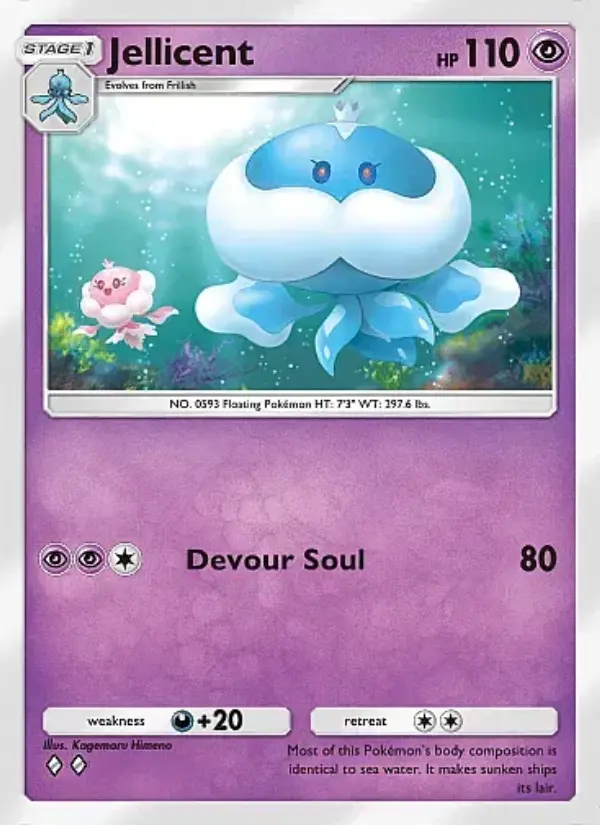 STAGE 1
Jellicent
HP 110
Evolves from Frillish
NO. 0593 Floating Pokémon HT: 7'3" WT: 297.6 lbs.
Devour Soul 80
weakness +20
retreat
Illus. Kagemaru Himeno
Most of this Pokémon's body composition is
identical to sea water. It makes sunken ships
its lair.